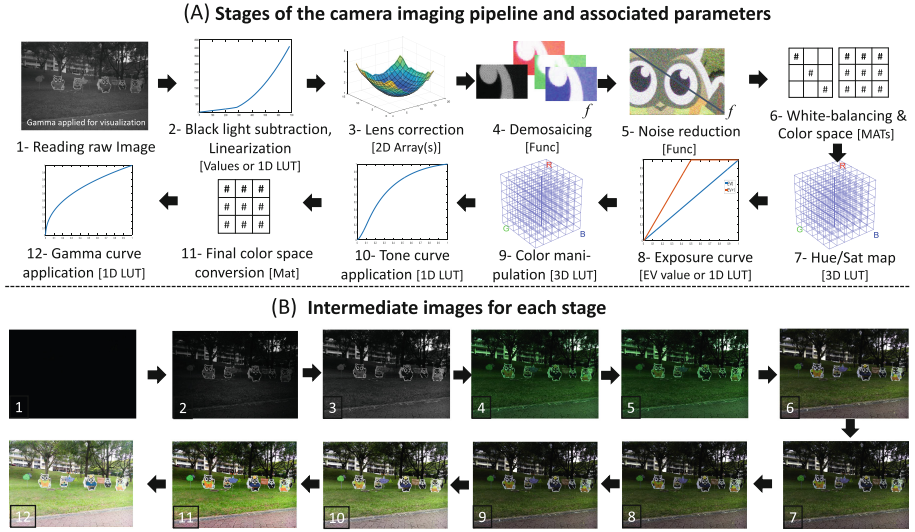 (A) Stages of the camera imaging pipeline and associated parameters
Gamma applied for visualization
1- Reading raw Image
2- Black light subtraction,
Linearization
[Values or 1D LUT]
3- Lens correction
[2D Array(s)]
f
4- Demosaicing
[Func]
f
5- Noise reduction
[Func]
#
#
#
# # #
# # #
# # #
6- White-balancing &
Color space [MATs]
12- Gamma curve
application [1D LUT]
# # #
# # #
# # #
11- Final color space
conversion [Mat]
10- Tone curve
application [1D LUT]
R
G
B
9- Color mani-
pulation [3D LUT]
8- Exposure curve
[EV value or 1D LUT]
R
G
B
7- Hue/Sat map
[3D LUT]
(B) Intermediate images for each stage
1
2
3
4
5
6
12
11
10
9
8
7